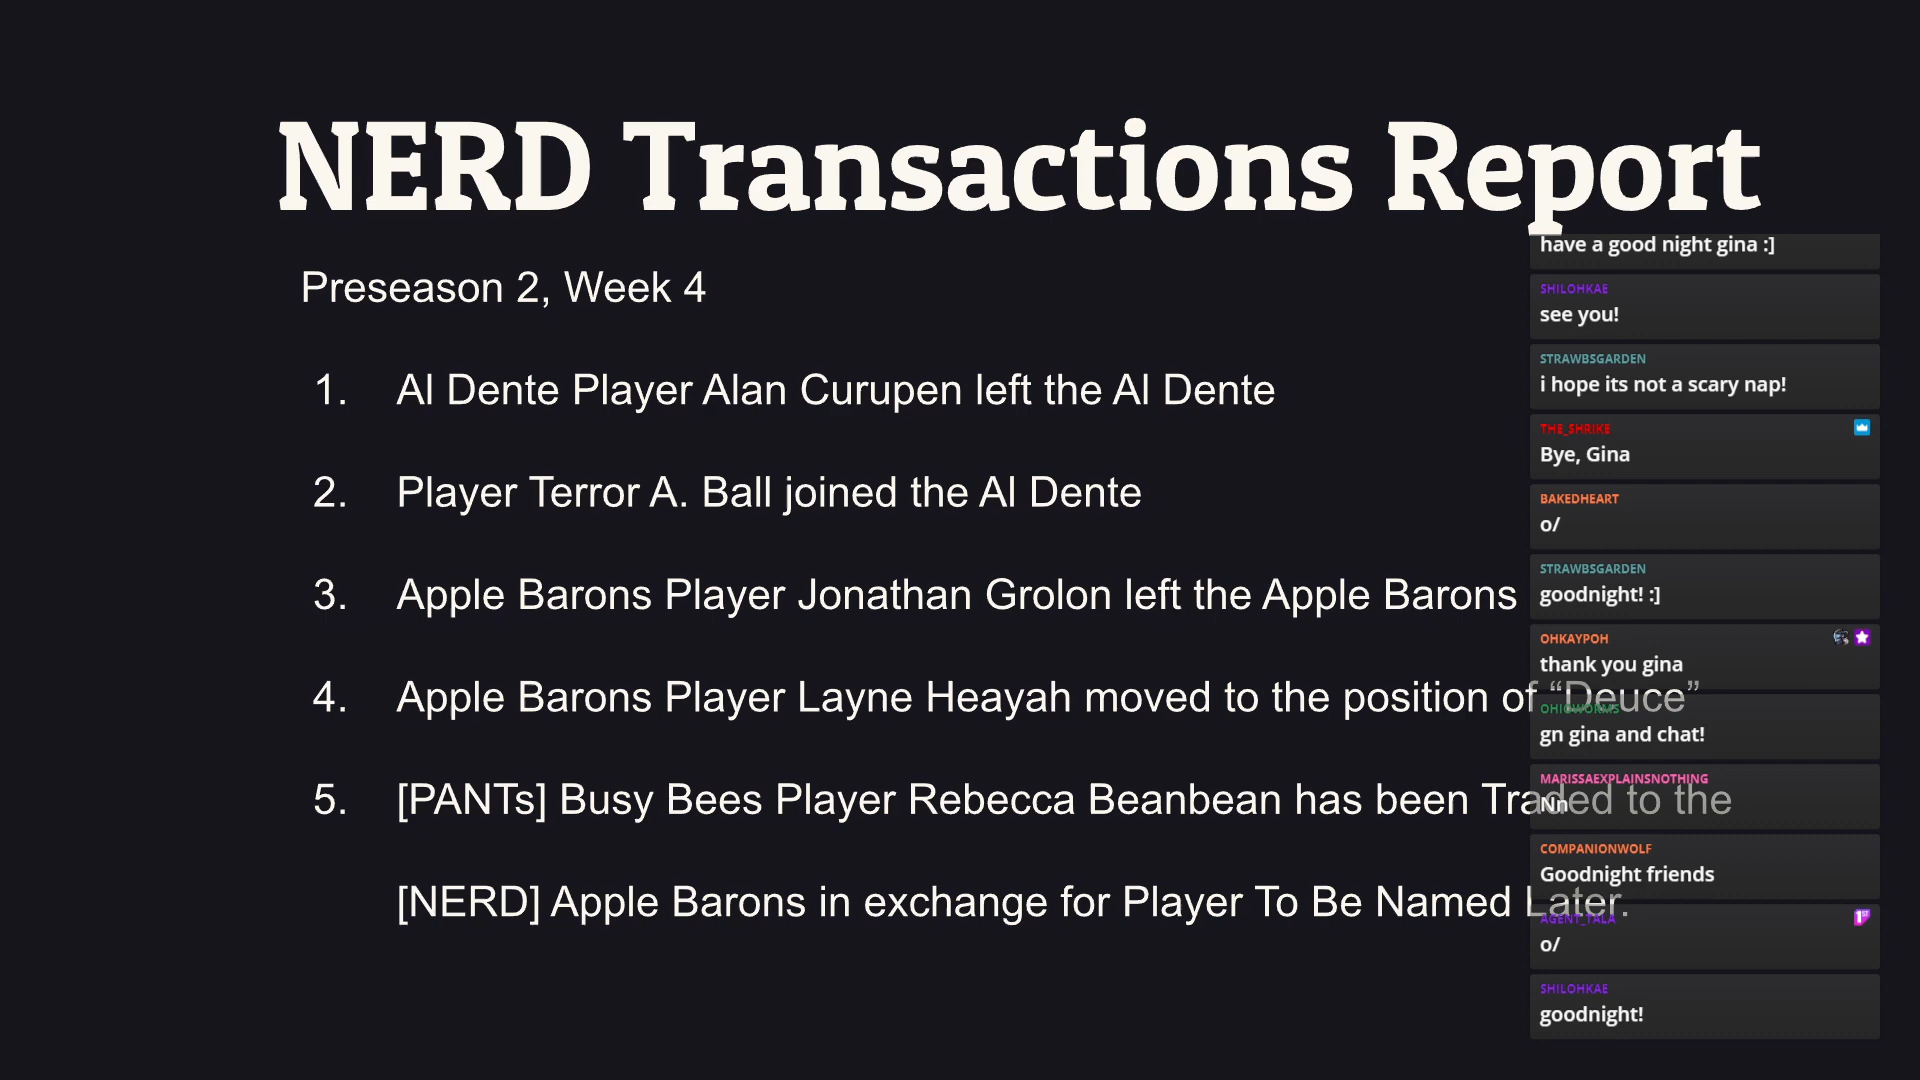 NERD Transactions Report
Preseason 2, Week 4
1. Al Dente Player Alan Curupen left the Al Dente
2. Player Terror A. Ball joined the Al Dente
3. Apple Barons Player Jonathan Grolon left the Apple Barons
4. Apple Barons Player Layne Heayah moved to the position of “Deuce”
5. [PANTs] Busy Bees Player Rebecca Beanbean has been Traded to the
[NERD] Apple Barons in exchange for Player To Be Named Later.
have a good night gina :]
SHILOHKAE
see you!
STRAWBSGARDEN
i hope its not a scary nap!
THE_SHRIKE
Bye, Gina
BAKEDHEART
o/
STRAWBSGARDEN
goodnight! :]
OHKAYPOH
thank you gina
OHIOWORMS
gn gina and chat!
MARISSAEXPLAINSNOTHING
Nn
COMPANIONWOLF
Goodnight friends
AGENT_TALA
1ST
o/
SHILOHKAE
goodnight!